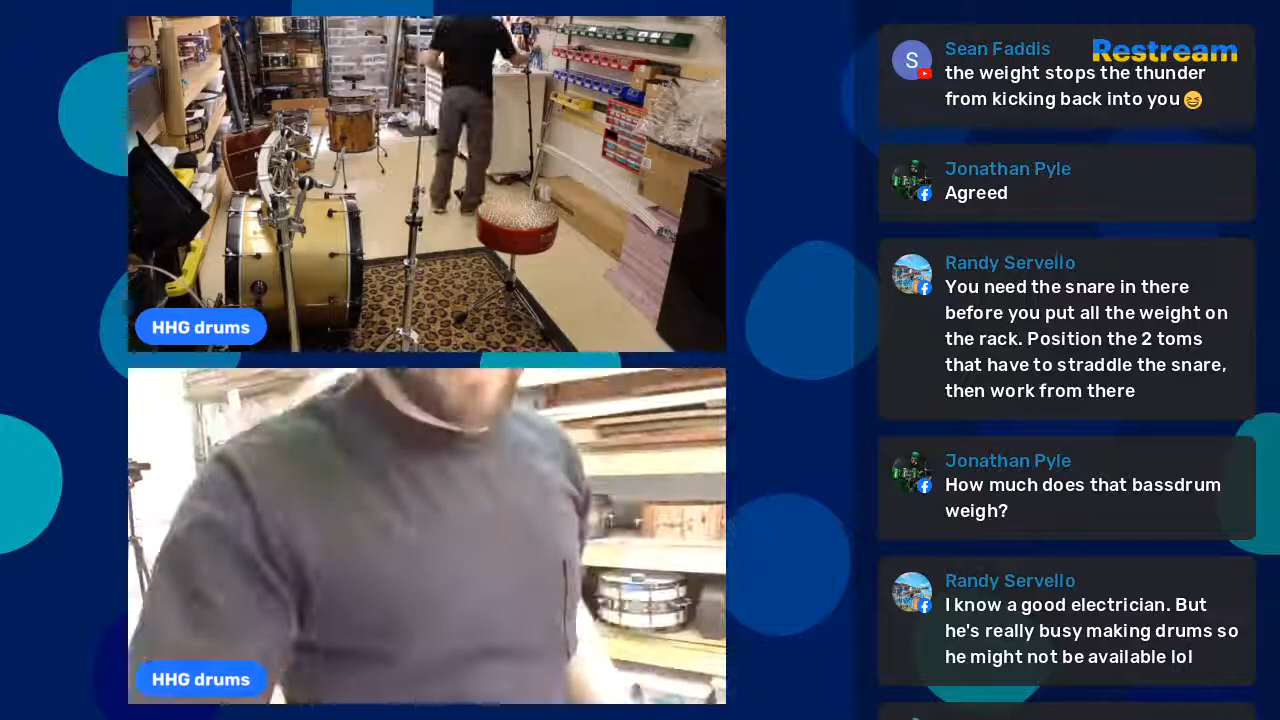 HHG drums
HHG drums
Restream
Sean Faddis
the weight stops the thunder
from kicking back into you😆
Jonathan Pyle
Agreed
Randy Servello
You need the snare in there
before you put all the weight on
the rack. Position the 2 toms
that have to straddle the snare,
then work from there
Jonathan Pyle
How much does that bassdrum
weigh?
Randy Servello
I know a good electrician. But
he's really busy making drums so
he might not be available lol